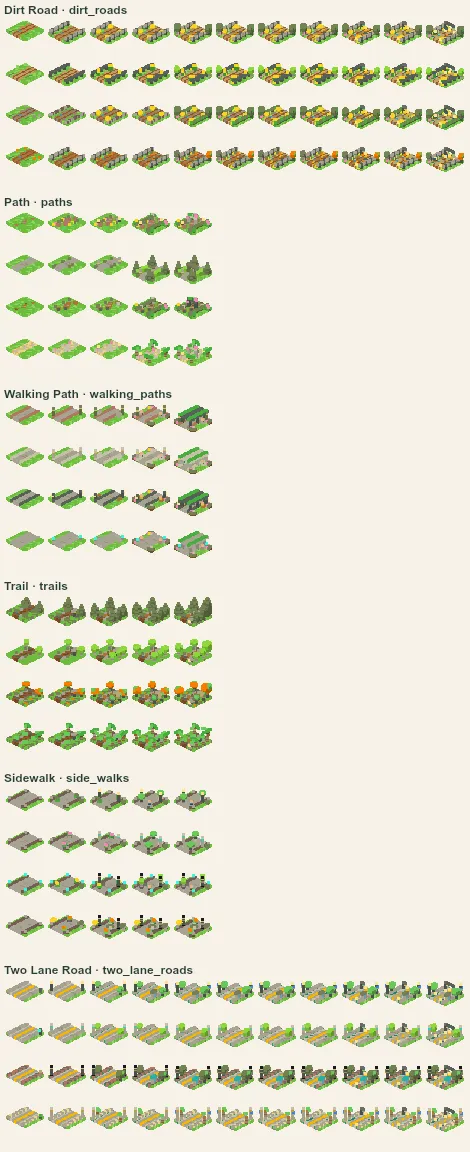 Dirt Road · dirt_roads
Path · paths
Walking Path · walking_paths
Trail · trails
Sidewalk · side_walks
Two Lane Road · two_lane_roads